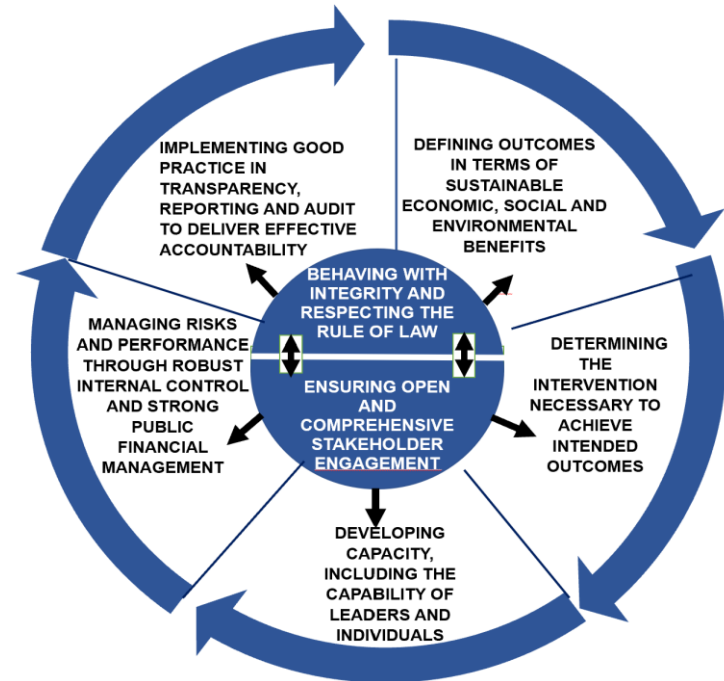 IMPLEMENTING GOOD
PRACTICE IN
TRANSPARENCY,
REPORTING AND AUDIT
TO DELIVER EFFECTIVE
ACCOUNTABILITY
DEFINING OUTCOMES
IN TERMS OF
SUSTAINABLE
ECONOMIC, SOCIAL AND
ENVIRONMENTAL
BENEFITS
BEHAVING WITH
INTEGRITY AND
RESPECTING THE
RULE OF LAW
MANAGING RISKS
AND PERFORMANCE
THROUGH ROBUST
INTERNAL CONTROL
AND STRONG
PUBLIC
FINANCIAL
MANAGEMENT
ENSURING OPEN
AND
COMPREHENSIVE
STAKEHOLDER
ENGAGEMENT
DETERMINING
THE
INTERVENTION
NECESSARY TO
ACHIEVE
INTENDED
OUTCOMES
DEVELOPING
CAPACITY,
INCLUDING THE
CAPABILITY OF
LEADERS AND
INDIVIDUALS